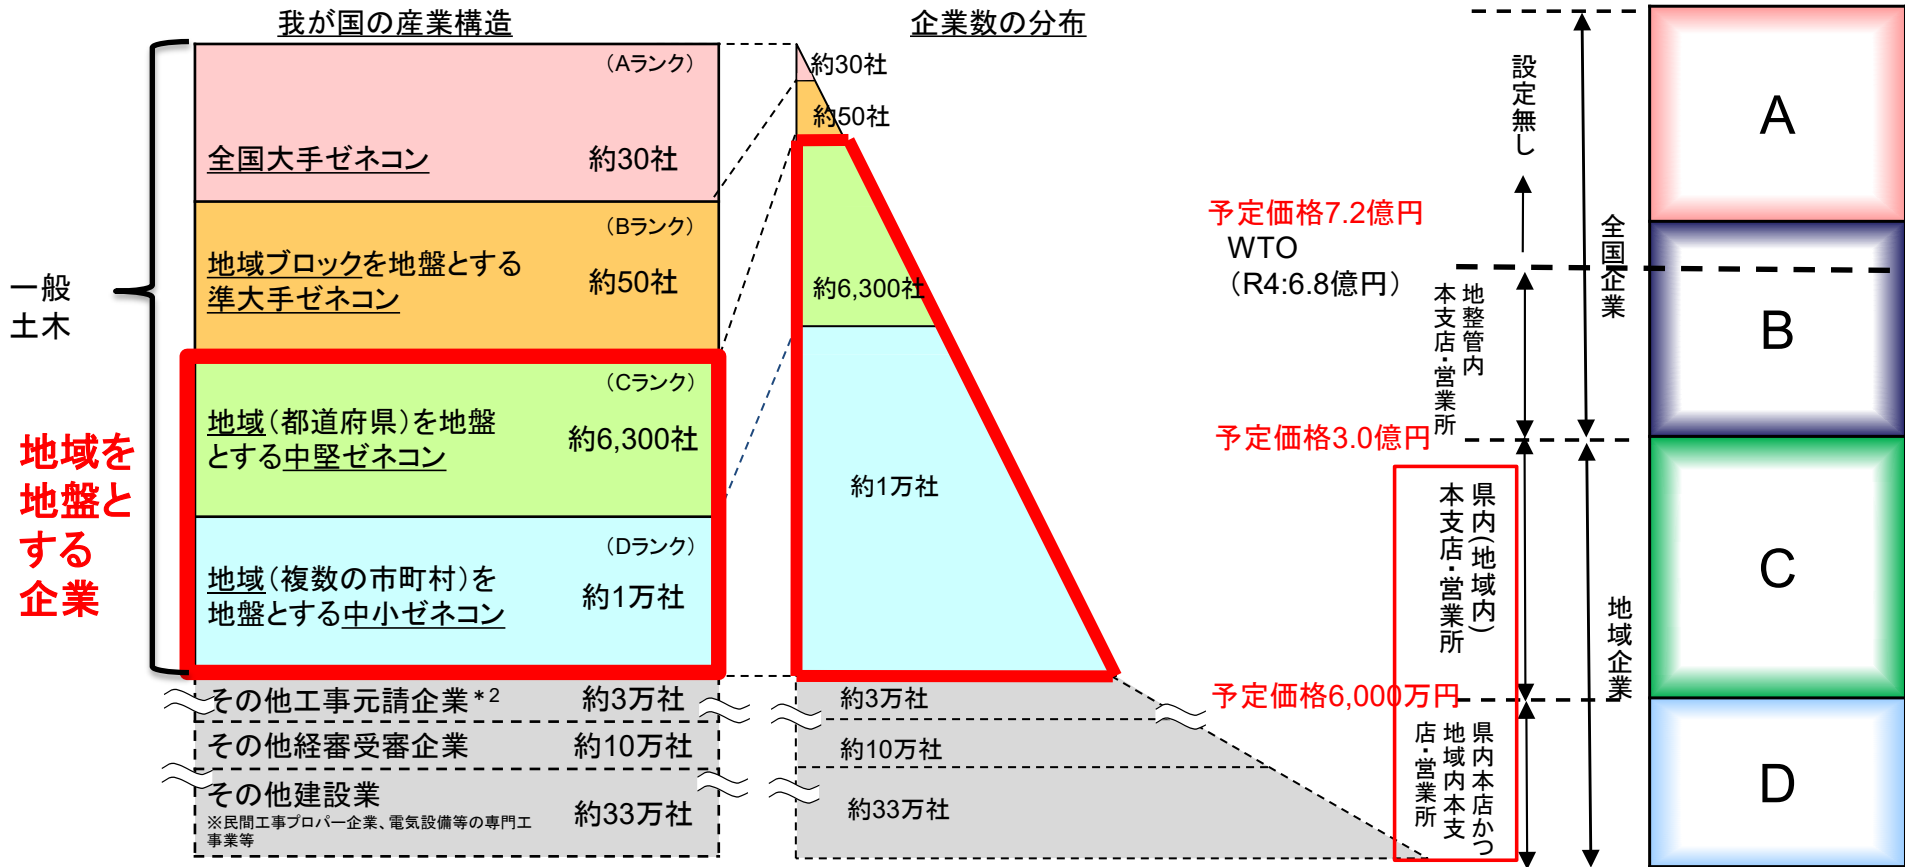 我が国の産業構造
企業数の分布
一般
土木
地域を
地盤と
する
企業
（Aランク）
全国大手ゼネコン　約30社
（Bランク）
地域ブロックを地盤とする
準大手ゼネコン
約50社
（Cランク）
地域（都道府県）を地盤
とする中堅ゼネコン
約6,300社
（Dランク）
地域（複数の市町村）を
地盤とする中小ゼネコン
約1万社
その他工事元請企業*2　約3万社
その他経審受審企業　約10万社
その他建設業
※民間工事プロパー企業、電気設備等の専門工
事業等
約33万社
約30社
約50社
約6,300社
約1万社
約3万社
約10万社
約33万社
予定価格7.2億円
WTO
（R4:6.8億円）
予定価格3.0億円
予定価格6,000万円
設定無し
地整管内
本支店・営業所
県内(地域内)
本支店・営業所
県内本店かつ
地域内本支
店・営業所
全国企業
地域企業
A
B
C
D